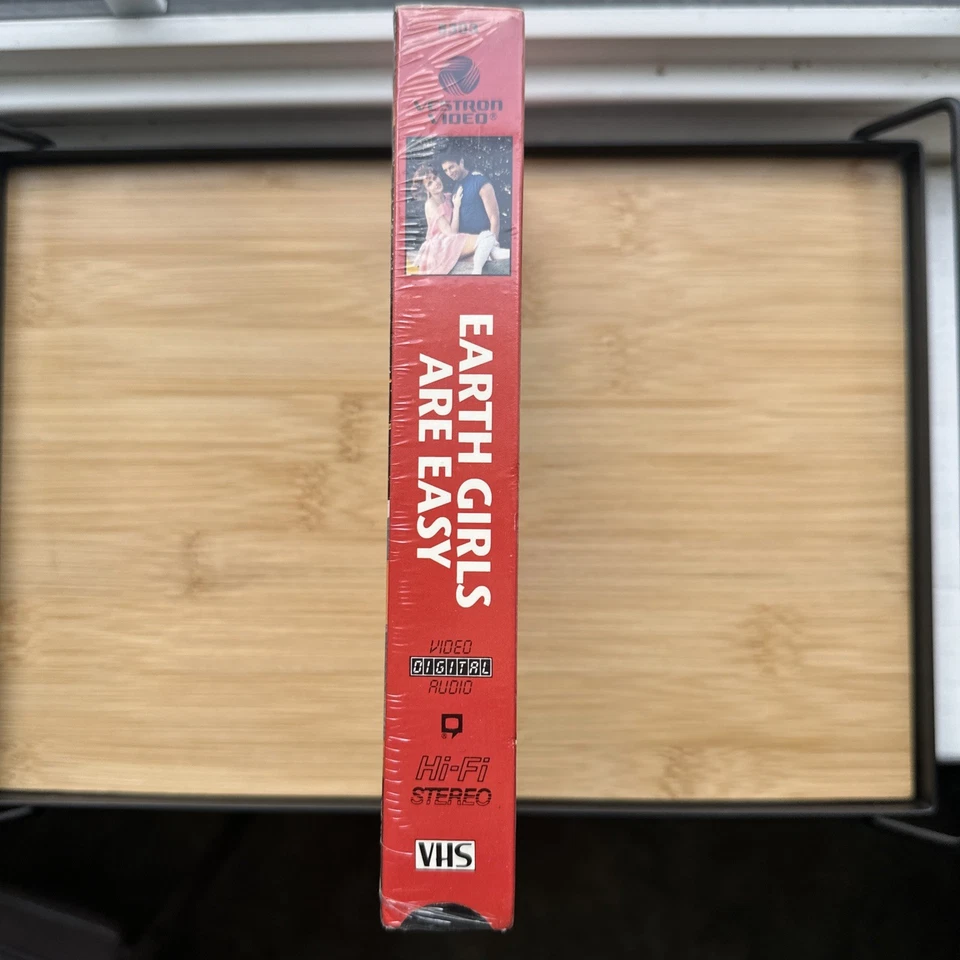 VESTRON
VIDEO®
EARTH GIRLS
ARE EASY
VIDEO
DIGITAL
AUDIO
®
Hi-Fi
STEREO
VHS